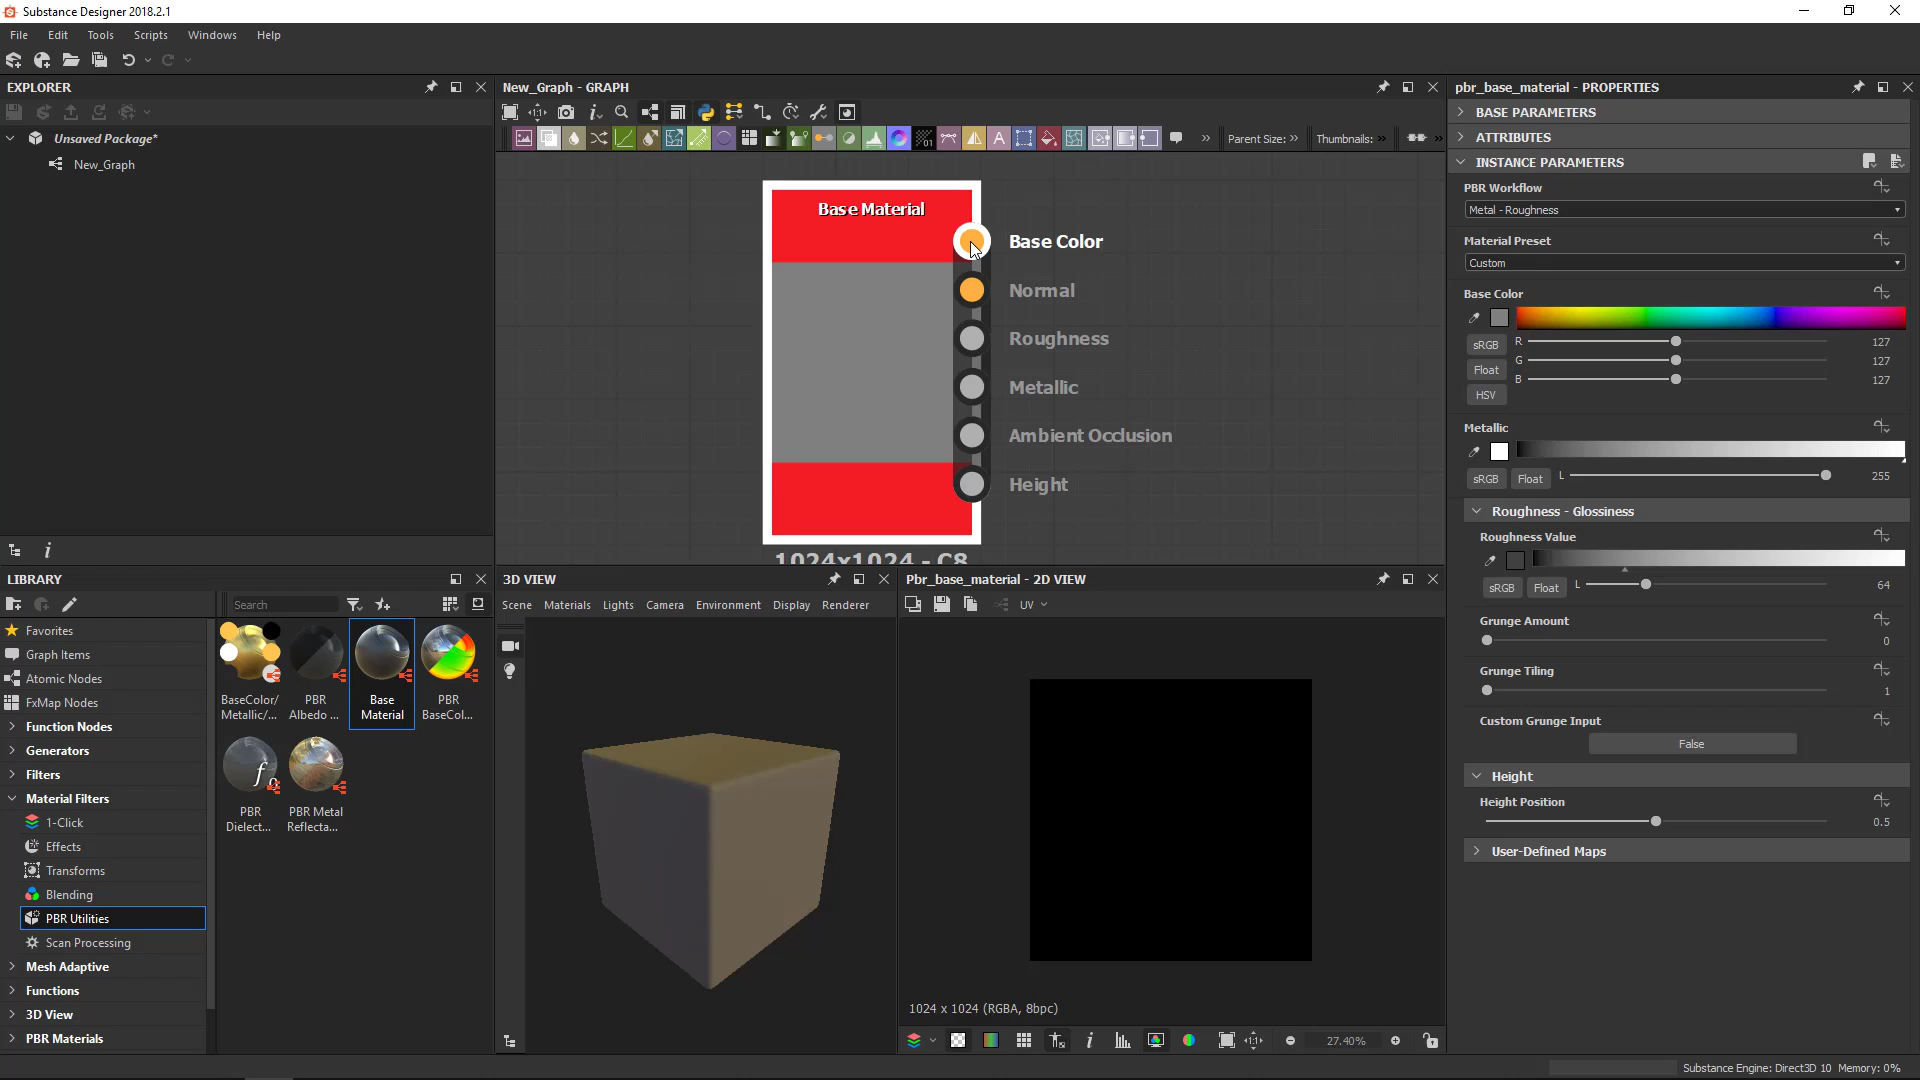 Substance Designer 2018.2.1
File Edit Tools Scripts Windows Help
EXPLORER
Unsaved Package*
New_Graph
New_Graph - GRAPH
01
Parent Size: »
Thumbnails: »
Base Material
Base Color
Normal
Roughness
Metallic
Ambient Occlusion
Height
1024x1024 - C8
pbr_base_material - PROPERTIES
BASE PARAMETERS
ATTRIBUTES
INSTANCE PARAMETERS
PBR Workflow
Metal - Roughness
Material Preset
Custom
Base Color
sRGB R 127
G 127
Float
B 127
HSV
Metallic
sRGB Float L 255
Roughness - Glossiness
Roughness Value
sRGB Float L 64
Grunge Amount
0
Grunge Tiling
1
Custom Grunge Input
False
Height
Height Position
0.5
User-Defined Maps
LIBRARY
Search
Favorites
Graph Items
Atomic Nodes
FxMap Nodes
Function Nodes
Generators
Filters
Material Filters
1-Click
Effects
Transforms
Blending
PBR Utilities
Scan Processing
Mesh Adaptive
Functions
3D View
PBR Materials
BaseColor/
Metallic/...
PBR
Albedo ...
Base
Material
PBR
BaseCol...
PBR
Dielect...
PBR Metal
Reflecta...
3D VIEW
Scene Materials Lights Camera Environment Display Renderer
Pbr_base_material - 2D VIEW
UV
1024 x 1024 (RGBA, 8bpc)
27.40%
Substance Engine: Direct3D 10 Memory: 0%